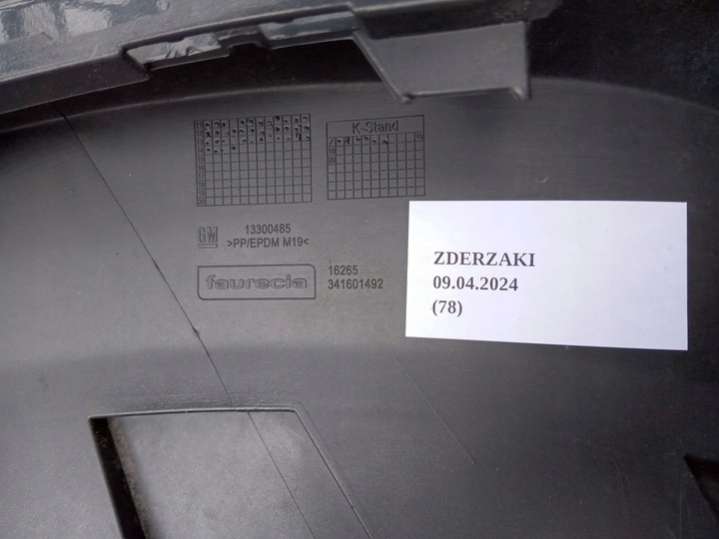 K-Stand
GM
13300485
>PP/EPDM M19<
faurecia
16265
341601492
ZDERZAKI
09.04.2024
(78)